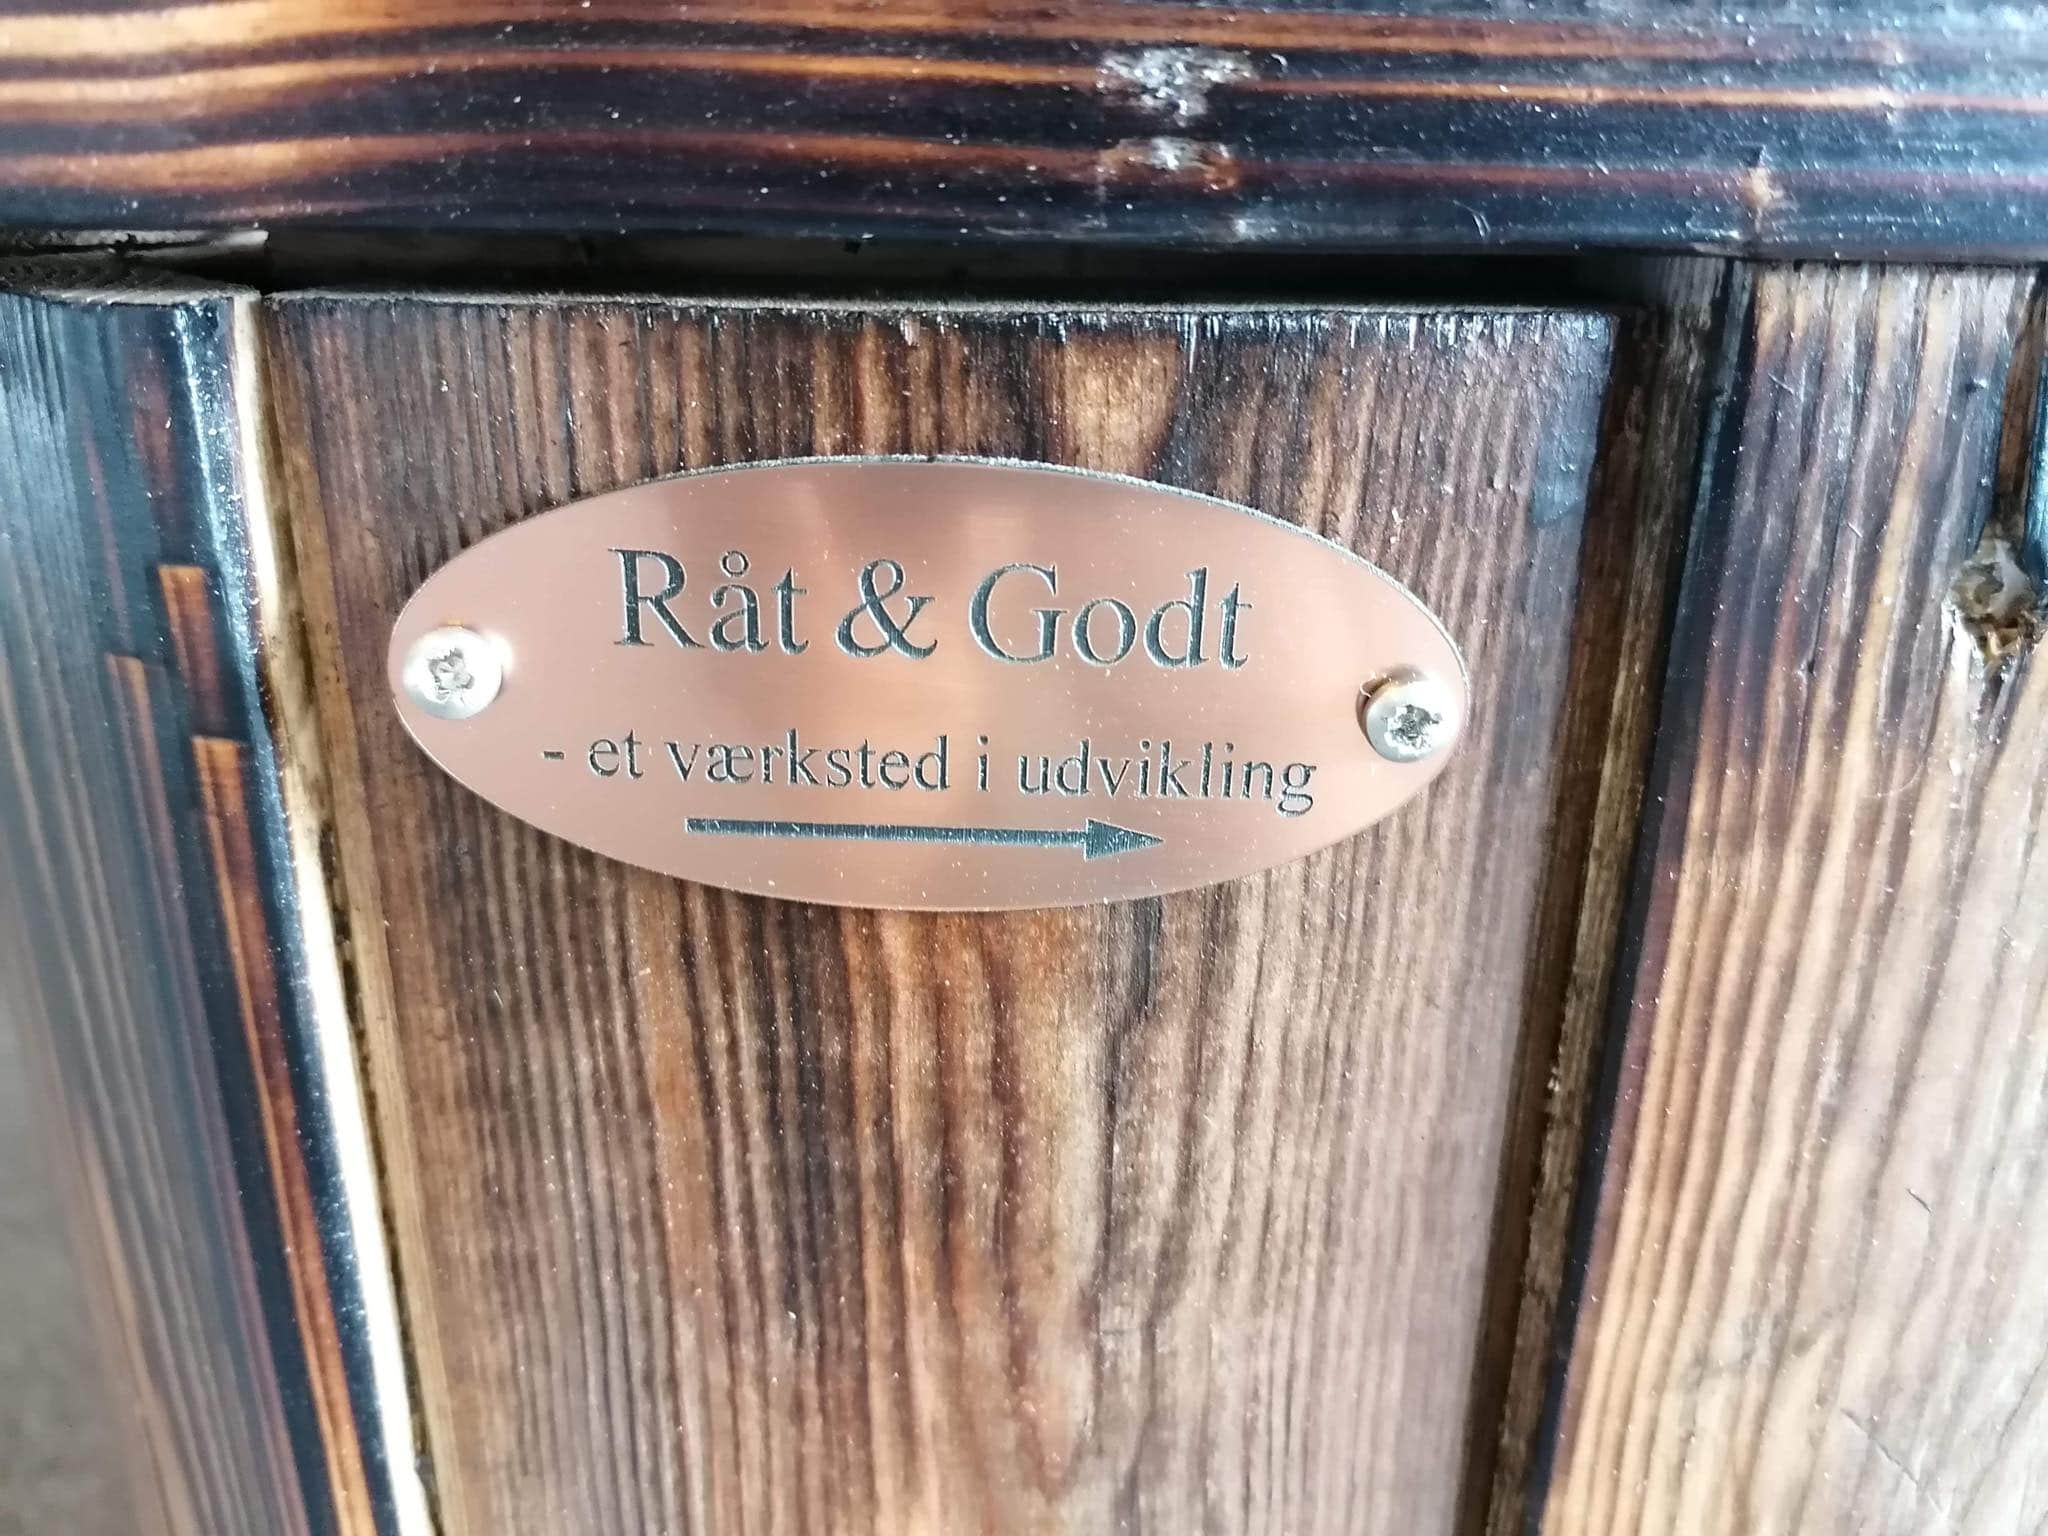 Råt & Godt
- et værksted i udvikling